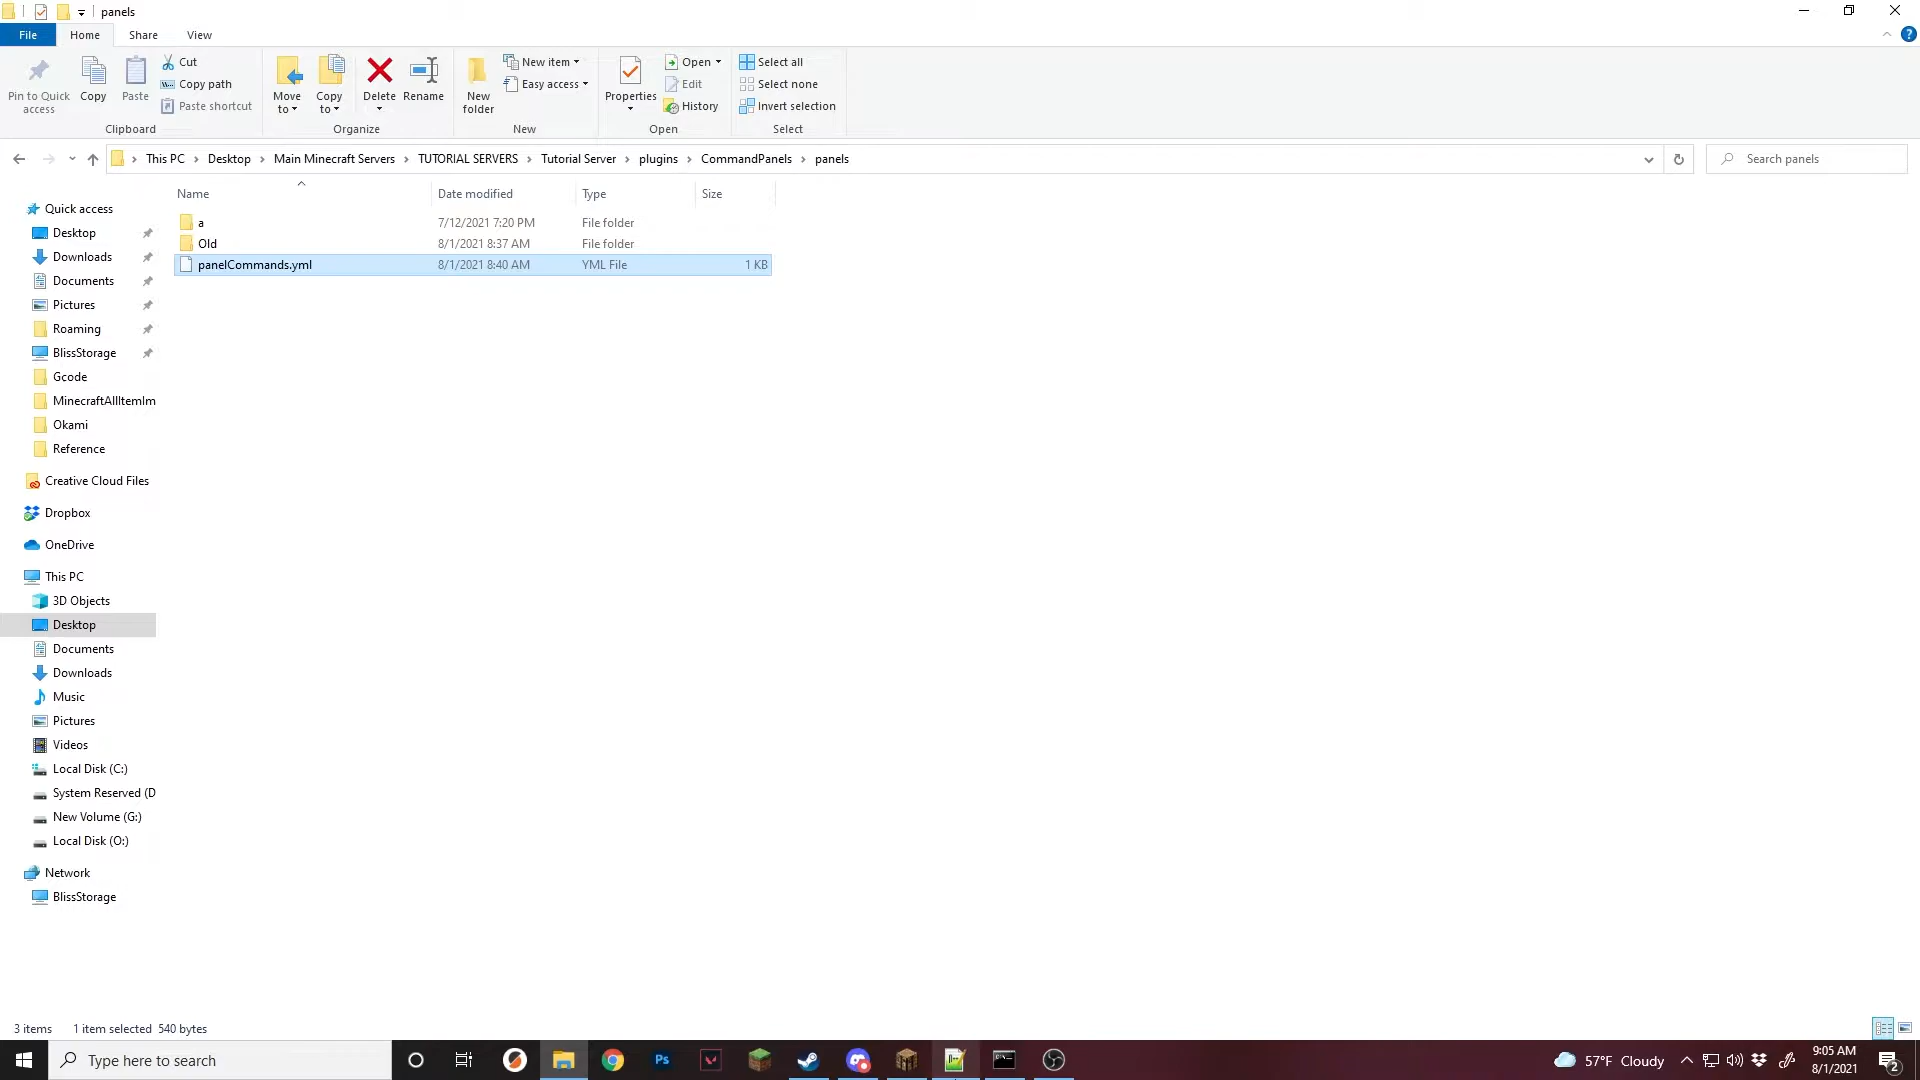 panels
File Home Share View
Pin to Quick access
Copy
Paste
Cut
Copy path
Paste shortcut
Clipboard
Move to
Copy to
Delete
Rename
Organize
New folder
New item
Easy access
New
Properties
Open
Edit
History
Open
Select all
Select none
Invert selection
Select
This PC > Desktop > Main Minecraft Servers > TUTORIAL SERVERS > Tutorial Server > plugins > CommandPanels > panels
Search panels
Name Date modified Type Size
a 7/12/2021 7:20 PM File folder
Old 8/1/2021 8:37 AM File folder
panelCommands.yml 8/1/2021 8:40 AM YML File 1 KB
Quick access
Desktop
Downloads
Documents
Pictures
Roaming
BlissStorage
Gcode
MinecraftAllItemIm
Okami
Reference
Creative Cloud Files
Dropbox
OneDrive
This PC
3D Objects
Desktop
Documents
Downloads
Music
Pictures
Videos
Local Disk (C:)
System Reserved (D
New Volume (G:)
Local Disk (O:)
Network
BlissStorage
3 items 1 item selected 540 bytes
Type here to search
Ps
57°F Cloudy
9:05 AM
8/1/2021
2